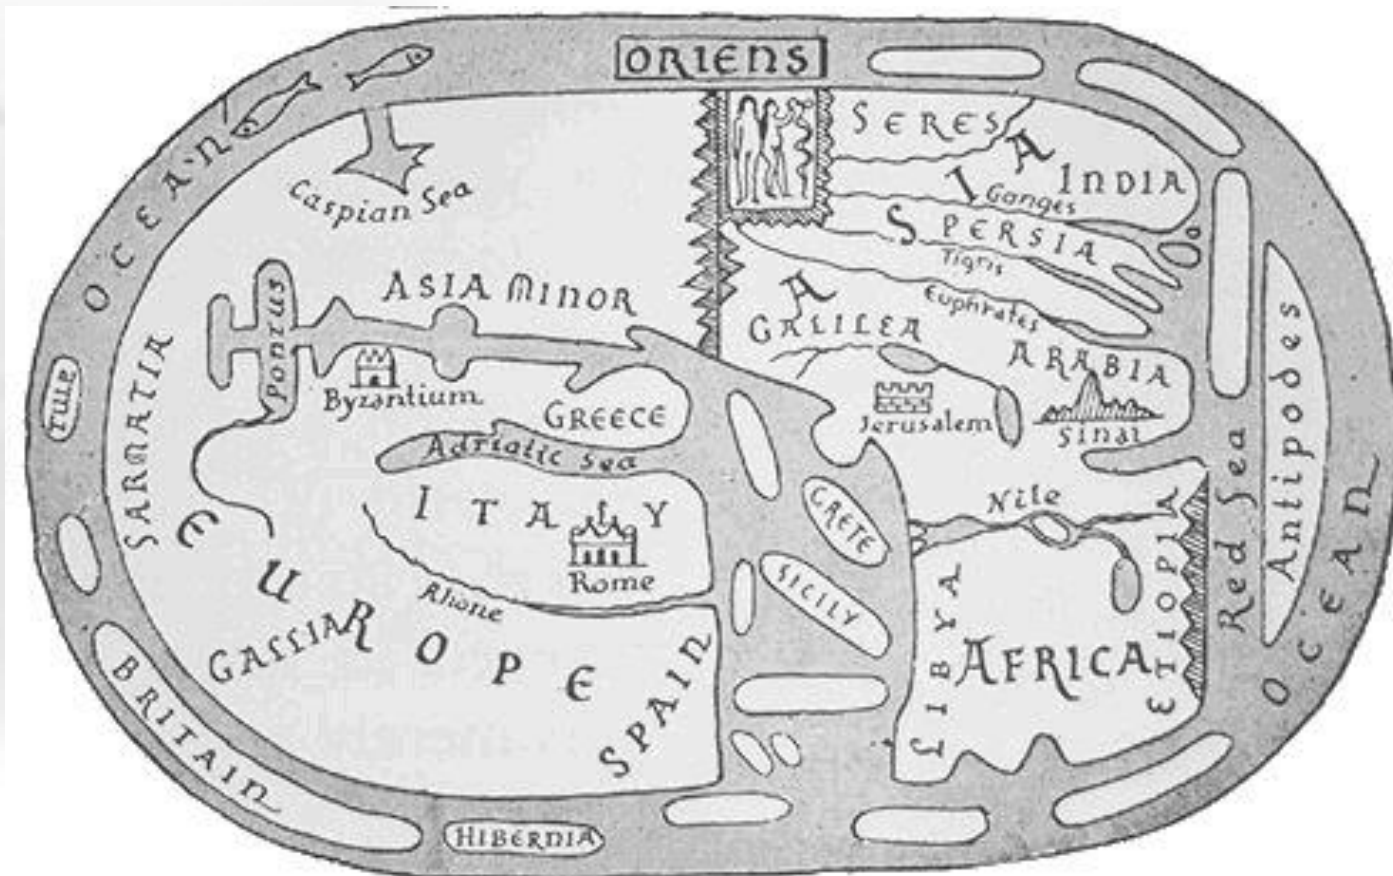 ORIENS
OCEAN
SERES
ASIA
INDIA
Ganges
Caspian Sea
PERSIA
Tigris
Euphrates
ASIA MINOR
GALILEA
ARABIA
Pontus
Byzantium
GREECE
Jerusalem
Sinai
SARMATIA
Adriatic Sea
Antipodes
Red Sea
ITALY
Nile
CRETE
Rome
SICILY
Rhone
EUROPE
GALLIA
SPAIN
LIBYA
AFRICA
ETIOPIA
OCEAN
BRITAIN
HIBERNIA